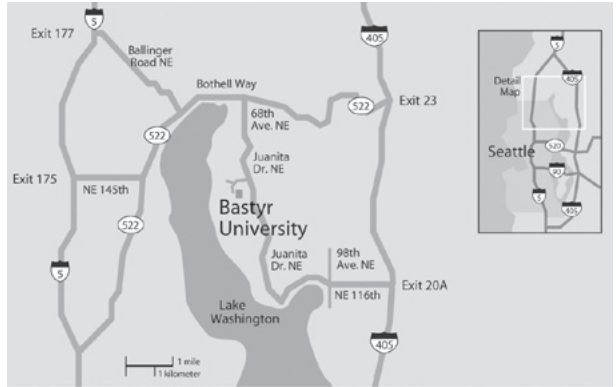 5
Exit 177
Ballinger
Road NE
405
5
Detail
Map
405
Bothell Way
522
Exit 23
522
68th
Ave. NE
520
Seattle
90
Juanita
Dr. NE
Exit 175
NE 145th
522
Bastyr
University
5
405
Juanita
Dr. NE
98th
Ave. NE
5
NE 116th
Exit 20A
Lake
Washington
405
1 mile
1 kilometer